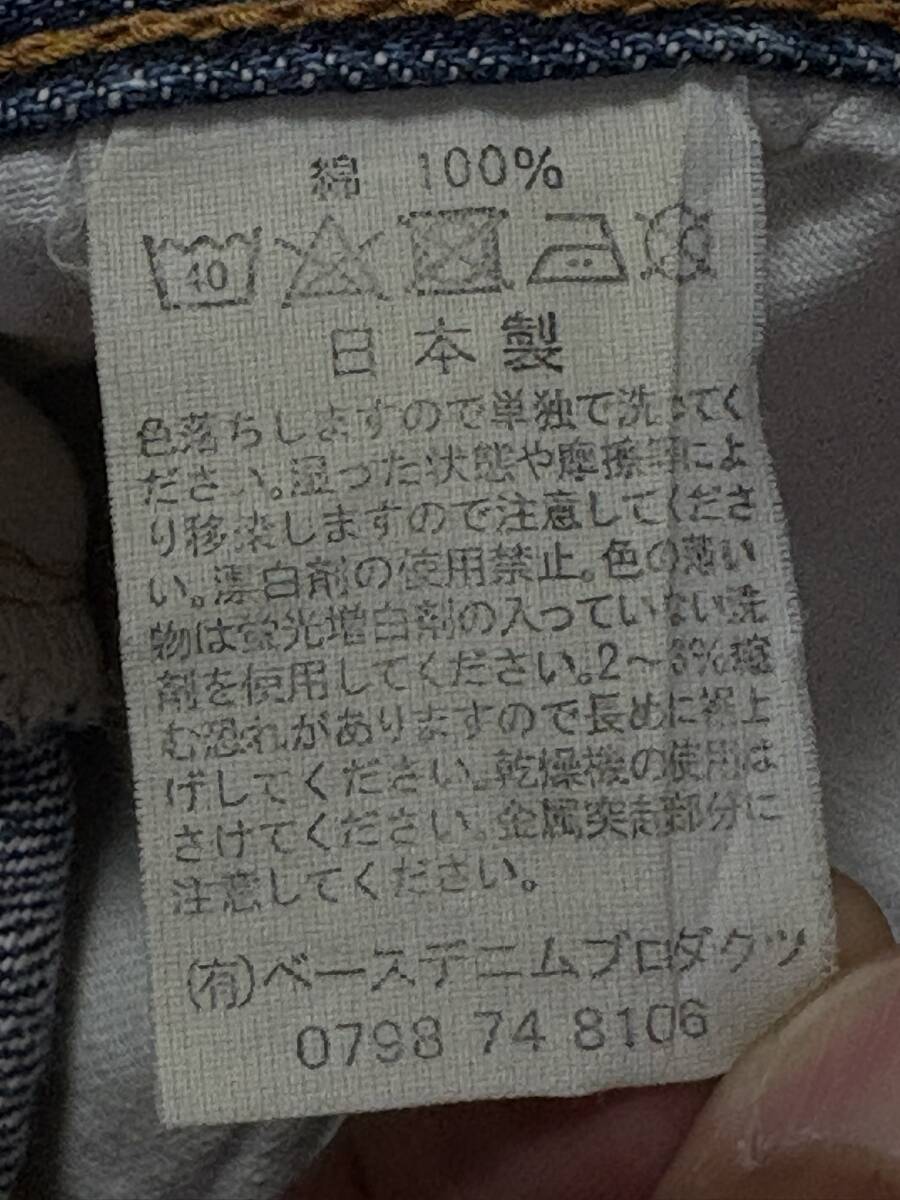 綿 100%
40
日本製
色落ちしますので単独で洗ってく
ださい。湿った状態や摩擦等によ
り移染しますので注意してくださ
い。漂白剤の使用禁止。色の薄い
物は蛍光増白剤の入っていない洗
剤を使用してください。2～3%縮
む恐れがありますので長めに裾上
げしてください。乾燥機の使用は
さけてください。金属突起部分に
注意してください。
(有)ベースデニムプロダクツ
0798 74 8106